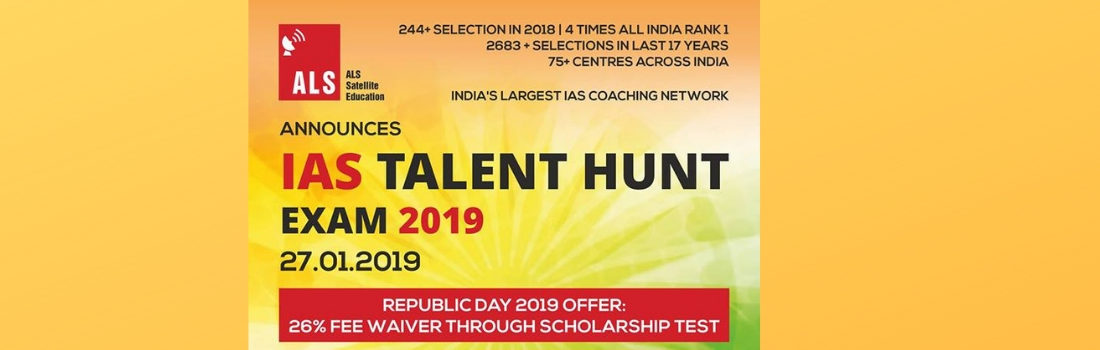 244+ SELECTION IN 2018 | 4 TIMES ALL INDIA RANK 1
2683 + SELECTIONS IN LAST 17 YEARS
75+ CENTRES ACROSS INDIA
ALS
ALS
Satellite
Education
INDIA'S LARGEST IAS COACHING NETWORK
ANNOUNCES
IAS TALENT HUNT
EXAM 2019
27.01.2019
REPUBLIC DAY 2019 OFFER:
26% FEE WAIVER THROUGH SCHOLARSHIP TEST